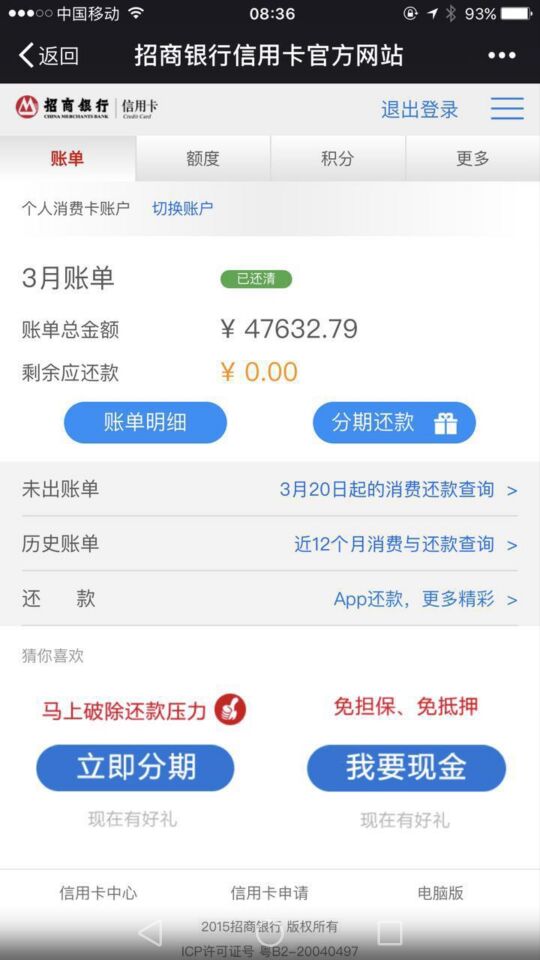 中国移动 08:36 93%
返回 招商银行信用卡官方网站
招商银行 信用卡 退出登录
CHINA MERCHANTS BANK Credit Card
账单 额度 积分 更多
个人消费卡账户 切换账户
3月账单 已还清
账单总金额 ¥ 47632.79
剩余应还款 ¥ 0.00
账单明细 分期还款
未出账单 3月20日起的消费还款查询 >
历史账单 近12个月消费与还款查询 >
还 款 App还款，更多精彩 >
猜你喜欢
马上破除还款压力 免担保、免抵押
立即分期 我要现金
现在有好礼 现在有好礼
信用卡中心 信用卡申请 电脑版
2015招商银行 版权所有
ICP许可证号 粤B2-20040497